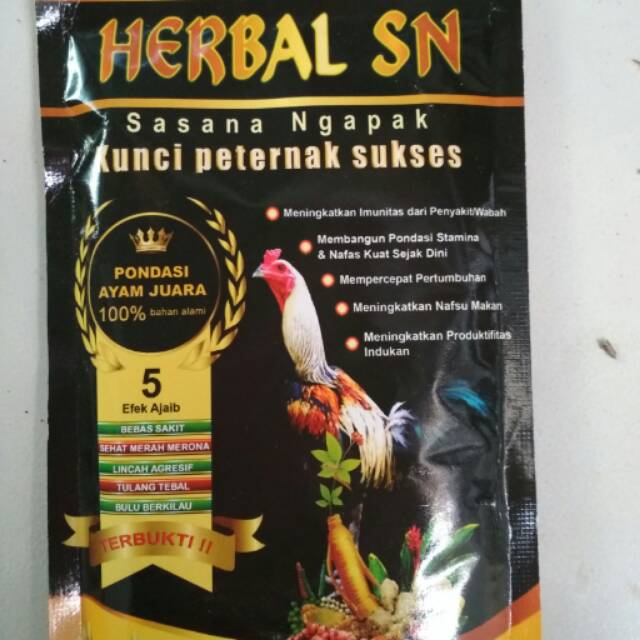 HERBAL SN
Sasana Ngapak
Kunci peternak sukses
Meningkatkan Imunitas dari Penyakit/Wabah
Membangun Pondasi Stamina
& Nafas Kuat Sejak Dini
Mempercepat Pertumbuhan
Meningkatkan Nafsu Makan
Meningkatkan Produktifitas
Indukan
PONDASI
AYAM JUARA
100% bahan alami
5
Efek Ajaib
BEBAS SAKIT
SEHAT MERAH MERONA
LINCAH AGRESIF
TULANG TEBAL
BULU BERKILAU
TERBUKTI !!